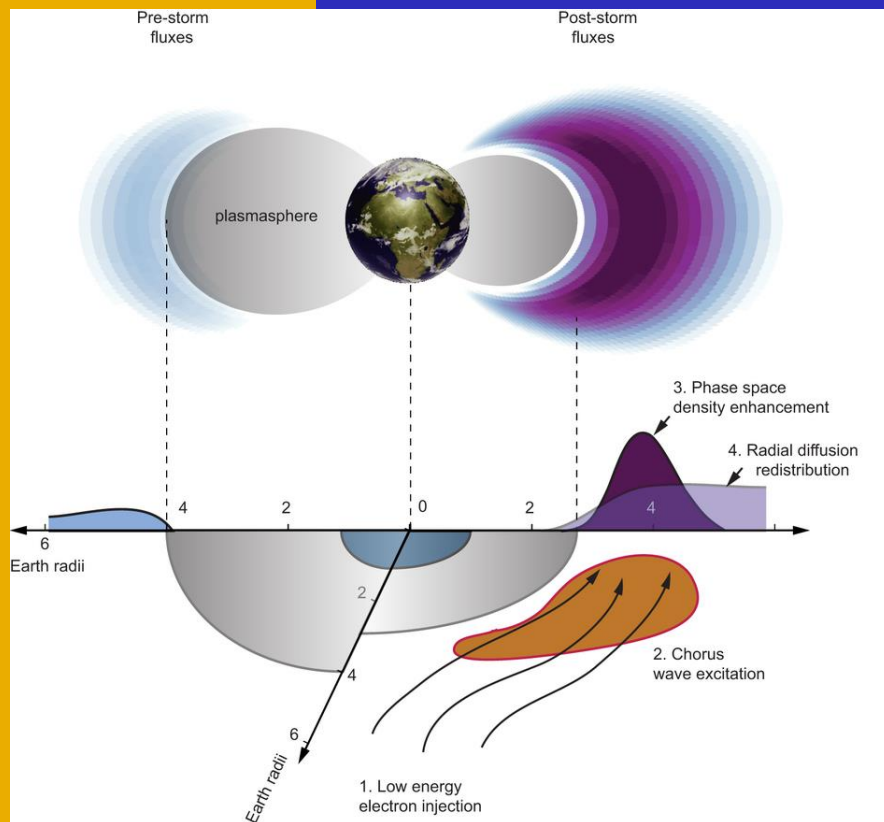 Pre-storm
fluxes
Post-storm
fluxes
plasmasphere
3. Phase space
density enhancement
4. Radial diffusion
redistribution
6
4
2
0
2
4
Earth radii
2
4
6
Earth radii
2. Chorus
wave excitation
1. Low energy
electron injection